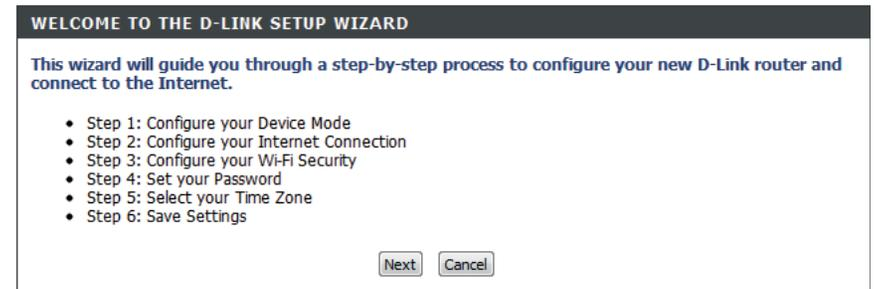 WELCOME TO THE D-LINK SETUP WIZARD
This wizard will guide you through a step-by-step process to configure your new D-Link router and
connect to the Internet.
• Step 1: Configure your Device Mode
• Step 2: Configure your Internet Connection
• Step 3: Configure your Wi-Fi Security
• Step 4: Set your Password
• Step 5: Select your Time Zone
• Step 6: Save Settings
Next Cancel